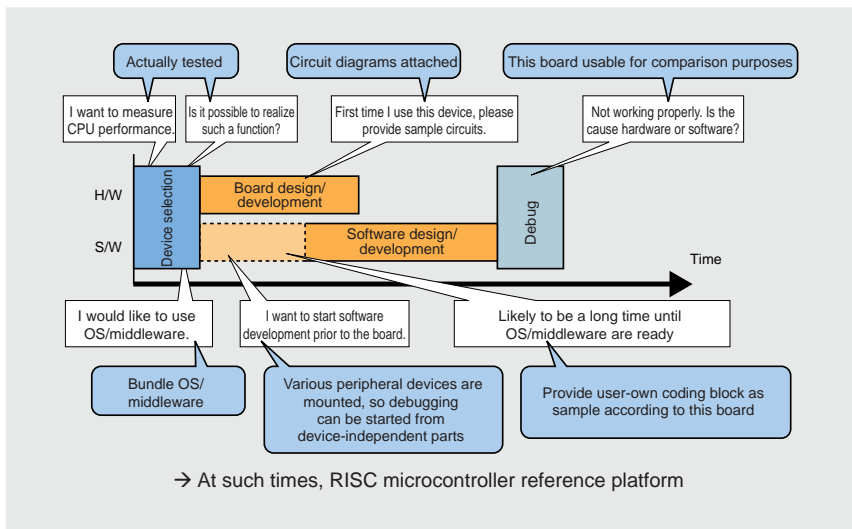 Actually tested
Circuit diagrams attached
This board usable for comparison purposes
I want to measure
CPU performance.
Is it possible to realize
such a function?
First time I use this device, please
provide sample circuits.
Not working properly. Is the
cause hardware or software?
H/W
S/W
Device selection
Board design/
development
Software design/
development
Debug
Time
I would like to use
OS/middleware.
I want to start software
development prior to the board.
Likely to be a long time until
OS/middleware are ready
Bundle OS/
middleware
Various peripheral devices are
mounted, so debugging
can be started from
device-independent parts
Provide user-own coding block as
sample according to this board
→ At such times, RISC microcontroller reference platform